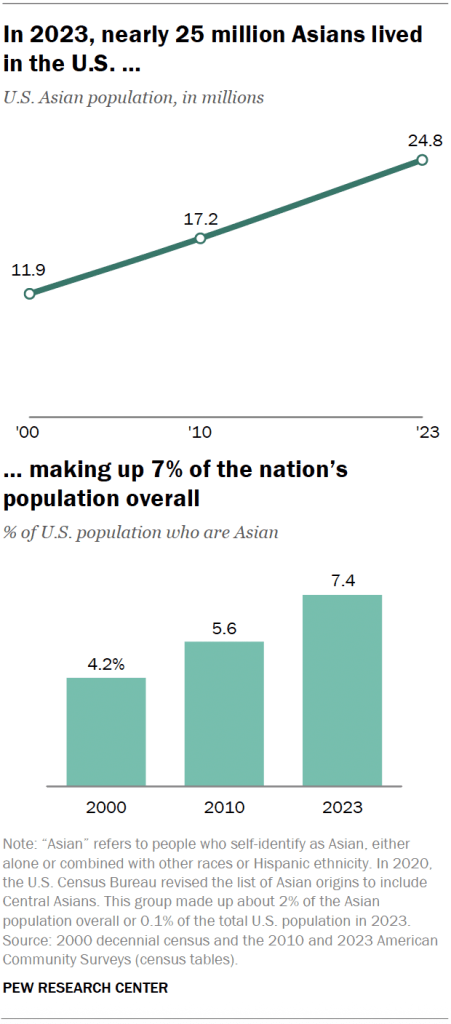 In 2023, nearly 25 million Asians lived
in the U.S. ...
U.S. Asian population, in millions
24.8
17.2
11.9
'00 '10 '23
... making up 7% of the nation's
population overall
% of U.S. population who are Asian
7.4
5.6
4.2%
2000 2010 2023
Note: “Asian” refers to people who self-identify as Asian, either
alone or combined with other races or Hispanic ethnicity. In 2020,
the U.S. Census Bureau revised the list of Asian origins to include
Central Asians. This group made up about 2% of the Asian
population overall or 0.1% of the total U.S. population in 2023.
Source: 2000 decennial census and the 2010 and 2023 American
Community Surveys (census tables).
PEW RESEARCH CENTER